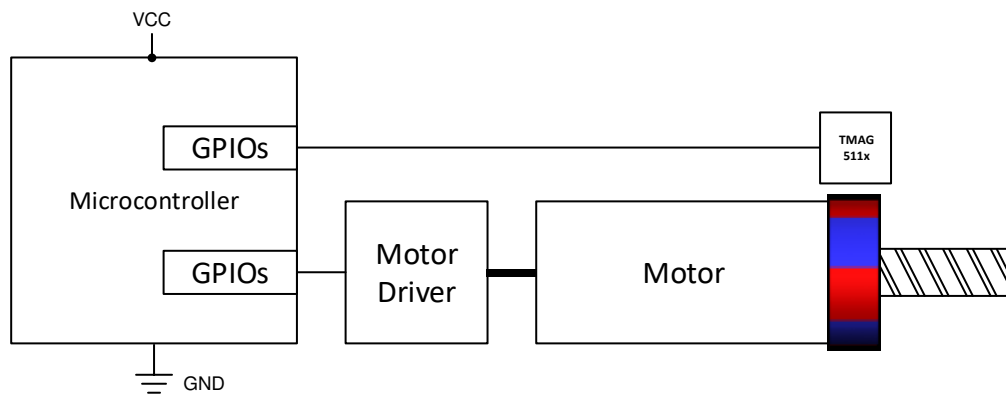 VCC
GPIOs
TMAG
511x
Microcontroller
GPIOs
Motor
Driver
Motor
GND